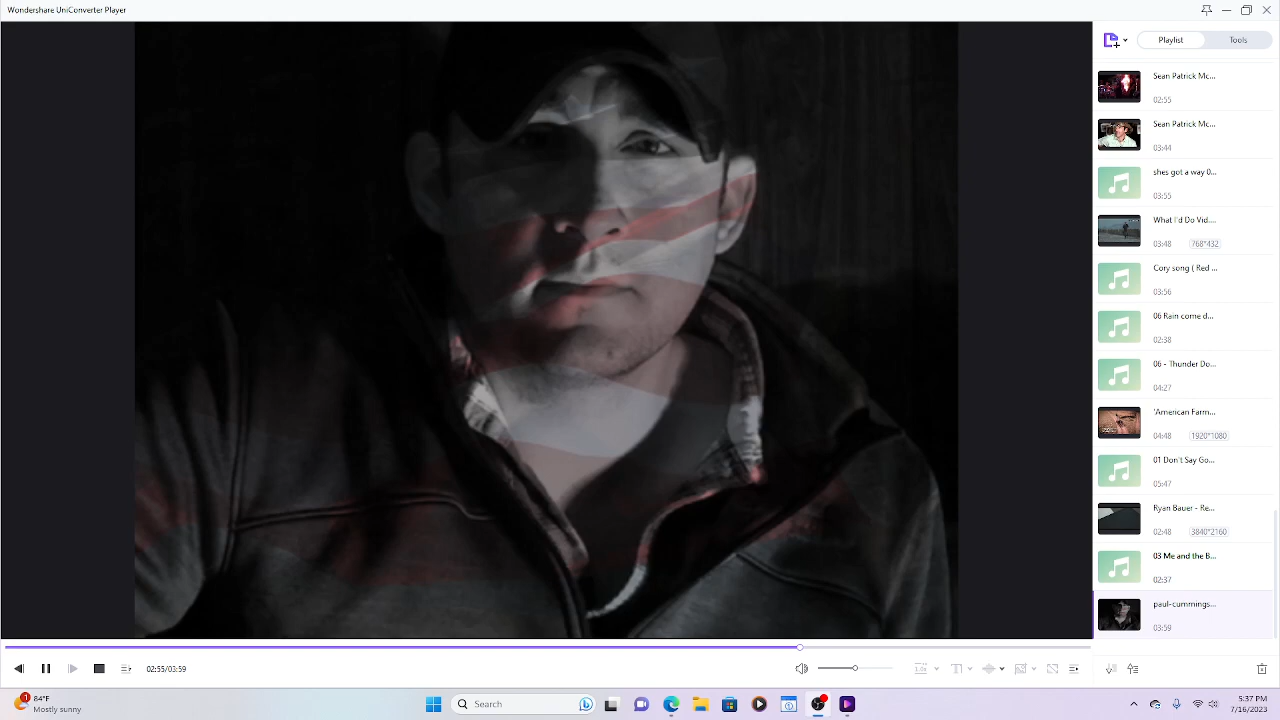 Wondershare UniConverter Player
Playlist
Tools
Sean Patrick M...
02:55
Sean Patrick Mc...
03:44
shes got a way 0...
03:55
What I'd Do Vid...
03:48
768*432
Cory song ( Red ...
03:56
06 Rain come d...
02:38
06 - Thunder Do...
04:27
'American Farm...
04:48
1920*1080
01 Don't Say Go...
05:47
Ryan Daniel - Re...
02:48
3840*2160
03 Me and the B...
02:37
paul-cummings...
03:59
02:55/03:59
84°F
Mostly sunny
Search
5:37 PM
7/16/2023